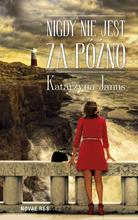 NIGDY NIE JEST
ZA PÓŹNO
Katarzyna Janus
NOVAE RES